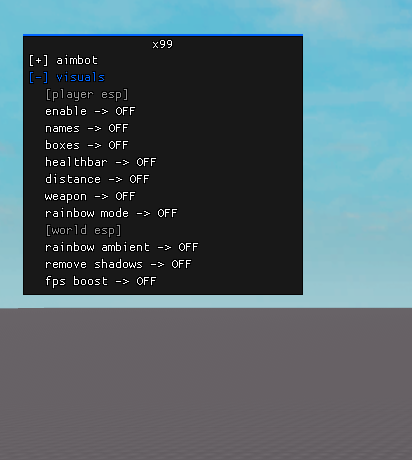 x99
[+] aimbot
[-] visuals
[player esp]
enable -> OFF
names -> OFF
boxes -> OFF
healthbar -> OFF
distance -> OFF
weapon -> OFF
rainbow mode -> OFF
[world esp]
rainbow ambient -> OFF
remove shadows -> OFF
fps boost -> OFF